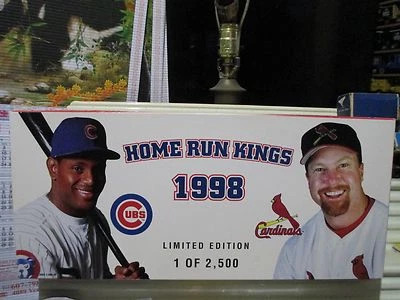 HOME RUN KINGS
1998
CUBS
Cardinals
LIMITED EDITION
1 OF 2,500